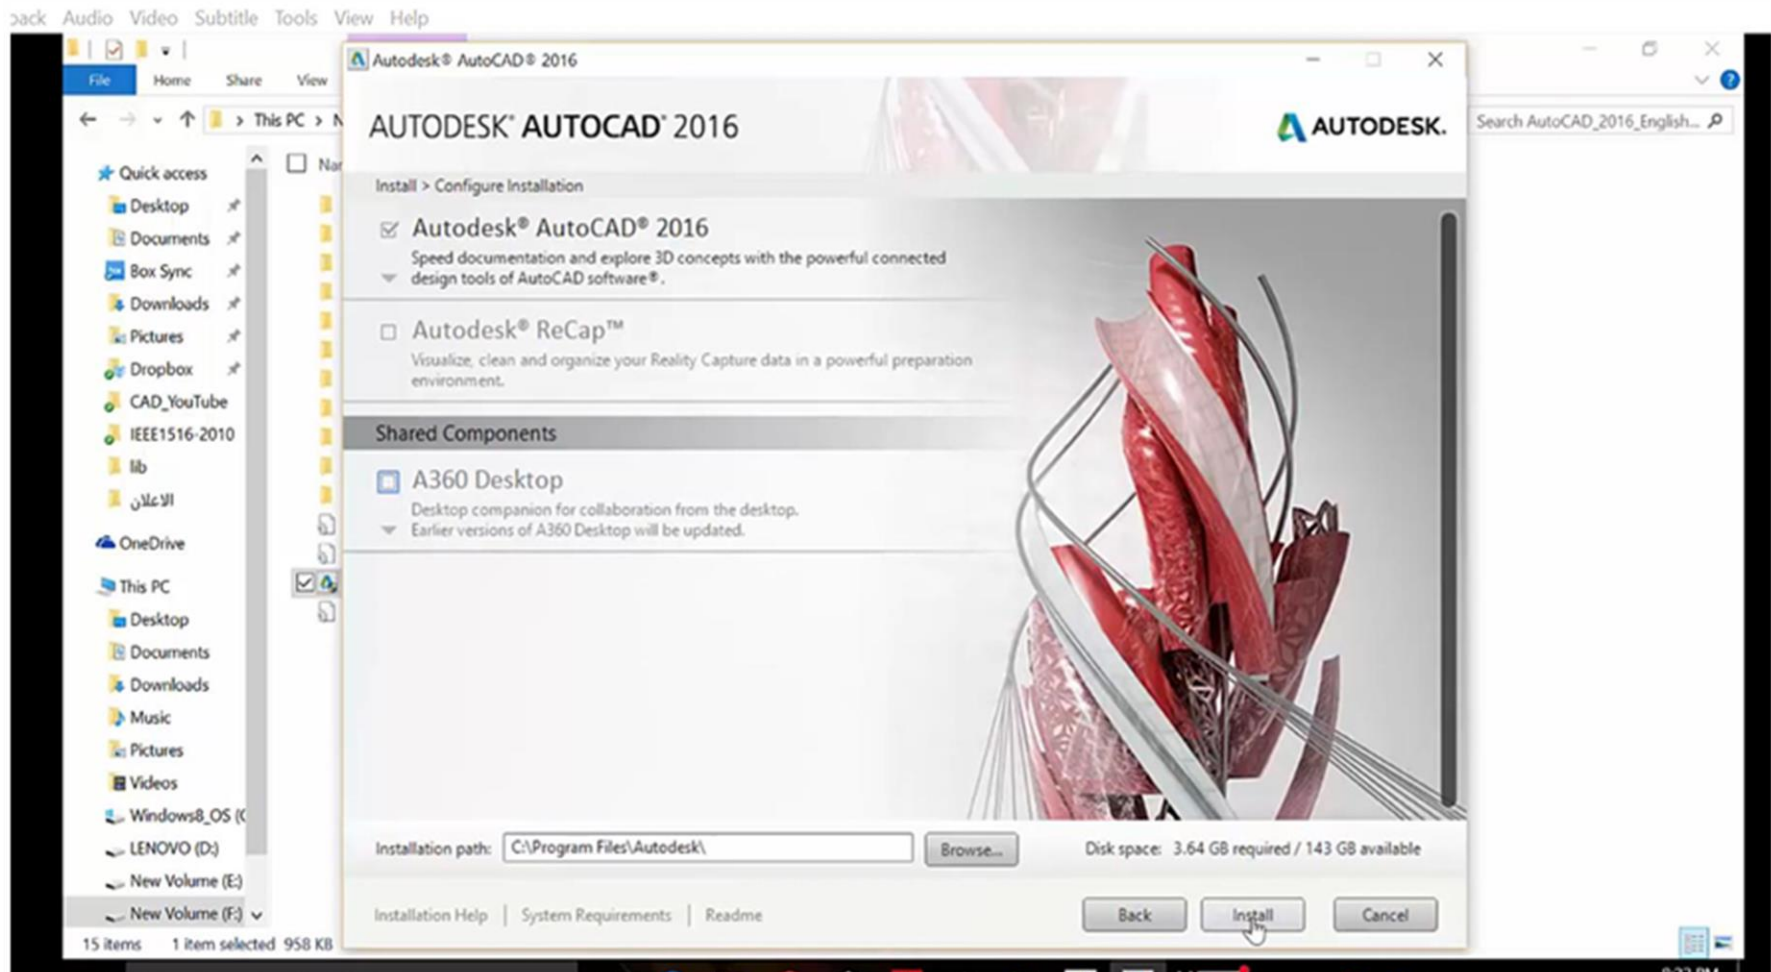 Audio Video Subtitle Tools View Help
Autodesk® AutoCAD® 2016
File Home Share View
This PC
Search AutoCAD_2016_English...
AUTODESK® AUTOCAD® 2016
AUTODESK.
Install > Configure Installation
Quick access
Desktop
Documents
Box Sync
Downloads
Pictures
Dropbox
CAD_YouTube
IEEE1516-2010
lib
الاعلان
OneDrive
This PC
Desktop
Documents
Downloads
Music
Pictures
Videos
Windows8_OS (C
LENOVO (D:)
New Volume (E:)
New Volume (F:)
15 items 1 item selected 958 KB
Autodesk® AutoCAD® 2016
Speed documentation and explore 3D concepts with the powerful connected
design tools of AutoCAD software®.
Autodesk® ReCap™
Visualize, clean and organize your Reality Capture data in a powerful preparation
environment.
Shared Components
A360 Desktop
Desktop companion for collaboration from the desktop.
Earlier versions of A360 Desktop will be updated.
Installation path: C:\Program Files\Autodesk\ Browse... Disk space: 3.64 GB required / 143 GB available
Installation Help | System Requirements | Readme Back Install Cancel